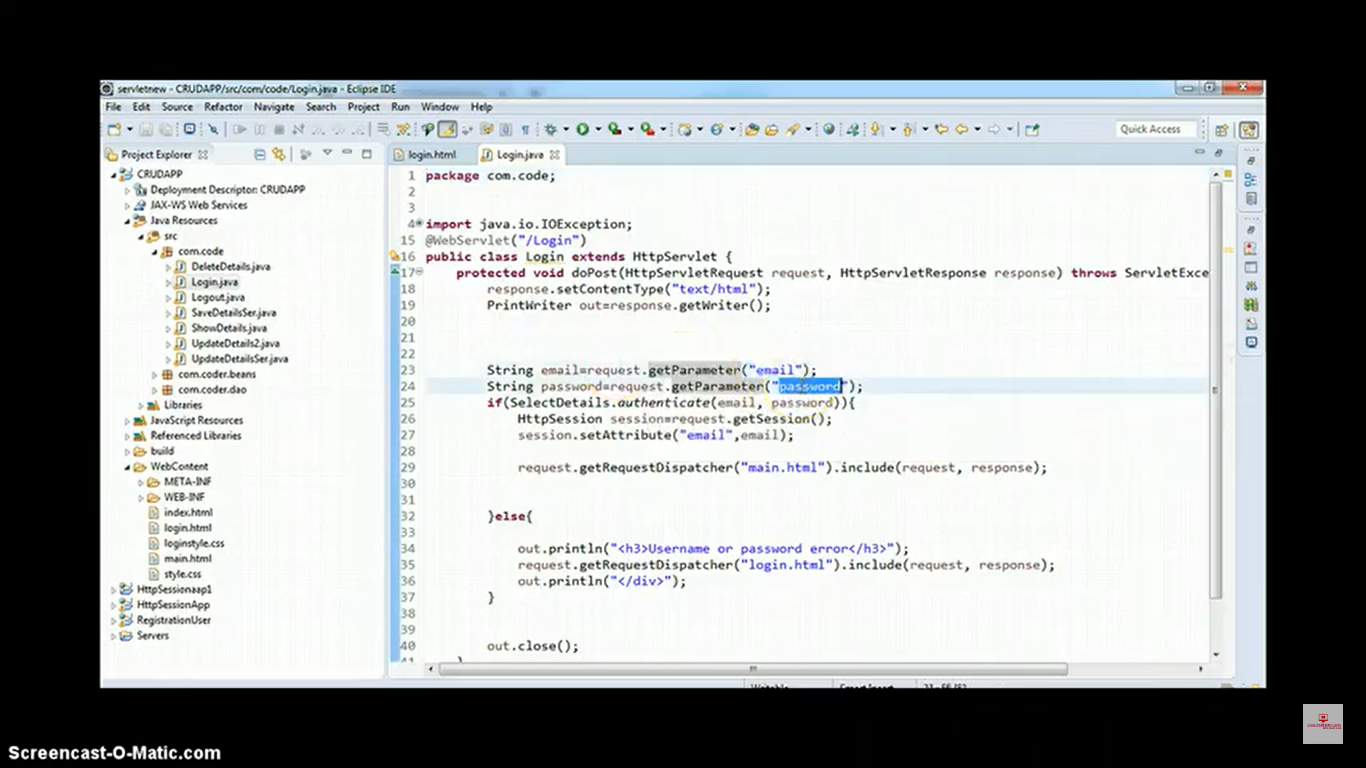 servletnew - CRUDAPP/src/com/code/Login.java - Eclipse IDE
File Edit Source Refactor Navigate Search Project Run Window Help
Quick Access
Project Explorer
login.html
Login.java
CRUDAPP
Deployment Descriptor: CRUDAPP
JAX-WS Web Services
Java Resources
src
com.code
DeleteDetails.java
Login.java
Logout.java
SaveDetailsSer.java
ShowDetails.java
UpdateDetails2.java
UpdateDetailsSer.java
com.coder.beans
com.coder.dao
Libraries
JavaScript Resources
Referenced Libraries
build
WebContent
META-INF
WEB-INF
index.html
login.html
loginstyle.css
main.html
style.css
HttpSessionaap1
HttpSessionApp
RegistrationUser
Servers
1 package com.code;
2
3
4 import java.io.IOException;
15 @WebServlet("/Login")
16 public class Login extends HttpServlet {
17 protected void doPost(HttpServletRequest request, HttpServletResponse response) throws ServletExce
18 response.setContentType("text/html");
19 PrintWriter out=response.getWriter();
20
21
22
23 String email=request.getParameter("email");
24 String password=request.getParameter("password");
25 if(SelectDetails.authenticate(email, password)){
26 HttpSession session=request.getSession();
27 session.setAttribute("email",email);
28
29 request.getRequestDispatcher("main.html").include(request, response);
30
31
32 }else{
33
34 out.println("<h3>Username or password error</h3>");
35 request.getRequestDispatcher("login.html").include(request, response);
36 out.println("</div>");
37 }
38
39
40 out.close();
Screencast-O-Matic.com